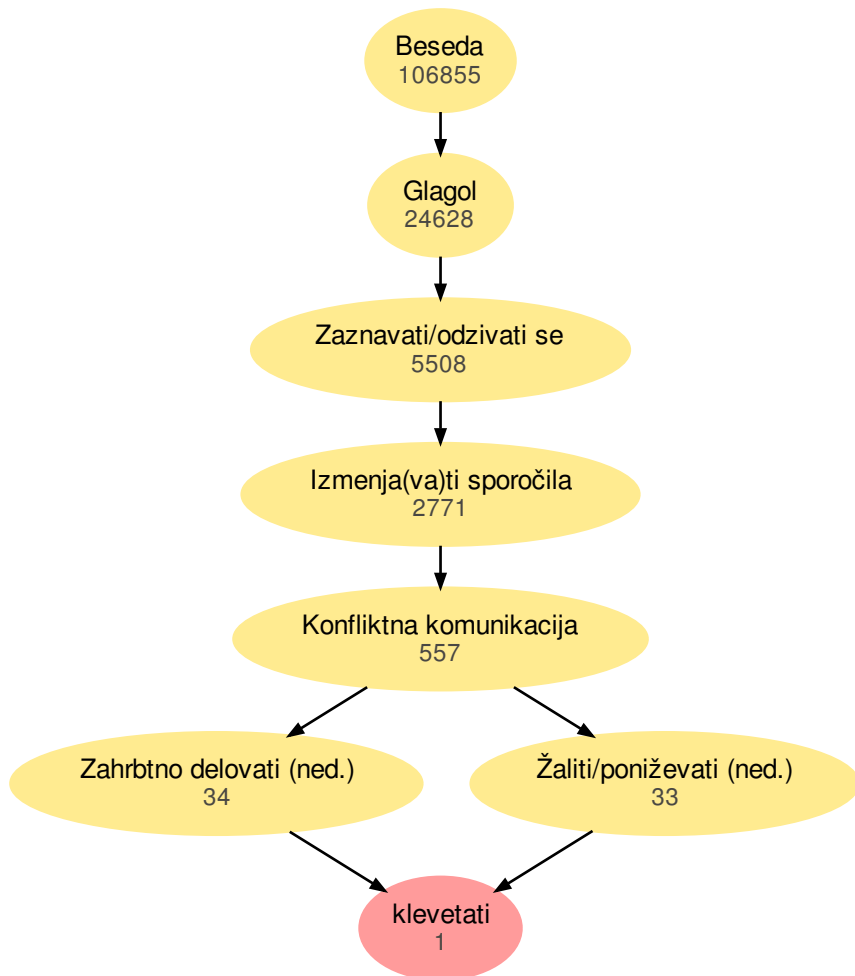 Beseda
106855
Glagol
24628
Zaznavati/odzivati se
5508
Izmenja(va)ti sporočila
2771
Konfliktna komunikacija
557
Zahrbtno delovati (ned.)
34
Žaliti/poniževati (ned.)
33
klevetati
1